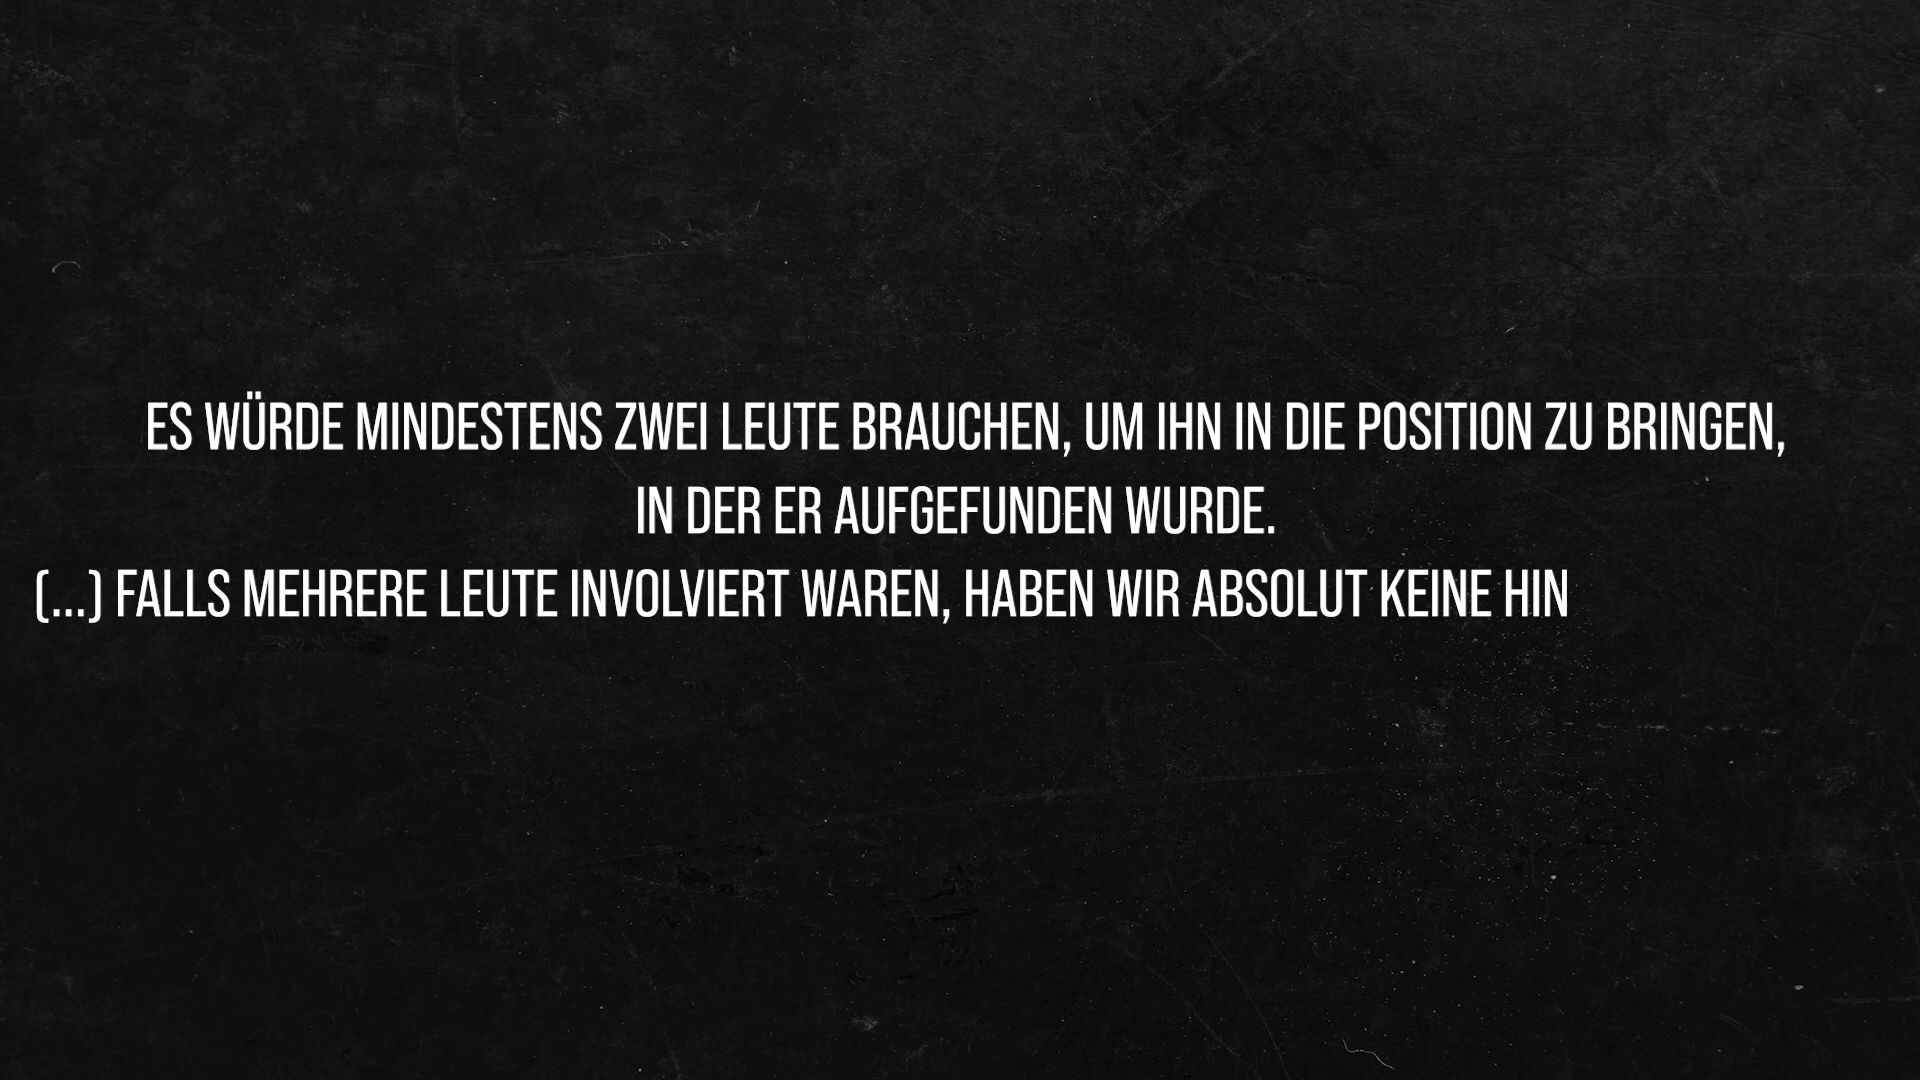 ES WÜRDE MINDESTENS ZWEI LEUTE BRAUCHEN, UM IHN IN DIE POSITION ZU BRINGEN,
IN DER ER AUFGEFUNDEN WURDE.
(...) FALLS MEHRERE LEUTE INVOLVIERT WAREN, HABEN WIR ABSOLUT KEINE HIN